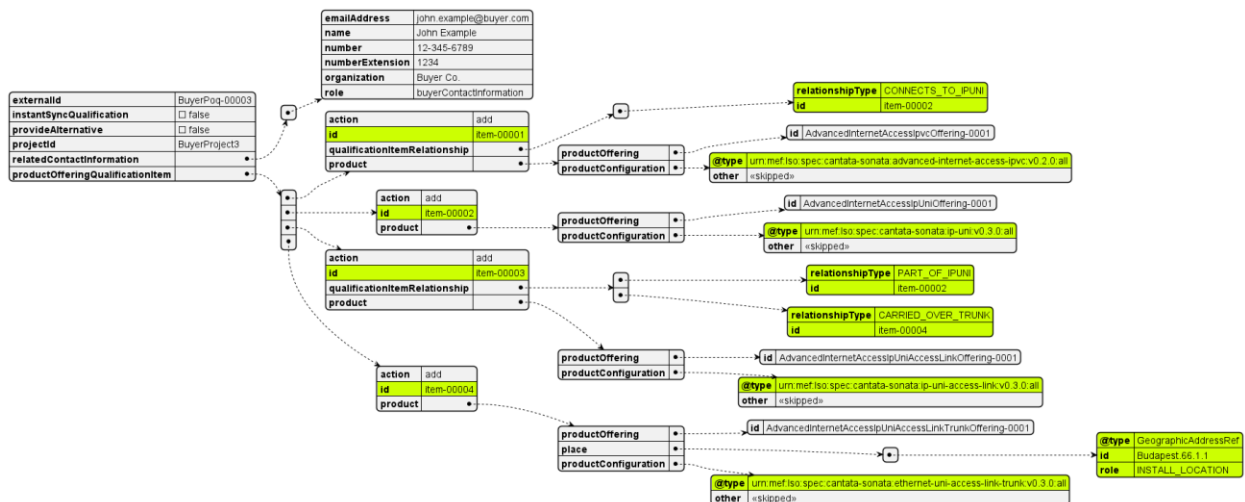 emailAddress john.example@buyer.com
name John Example
number 12-345-6789
numberExtension 1234
organization Buyer Co.
role buyerContactInformation
externalId BuyerPoq-00003
instantSyncQualification ☐ false
provideAlternative ☐ false
projectId BuyerProject3
relatedContactInformation
productOfferingQualificationItem
action add
id item-00001
qualificationItemRelationship
product
relationshipType CONNECTS_TO_IPUNI
id item-00002
productOffering
productConfiguration
id AdvancedInternetAccessIpvcOffering-0001
@type urn:mef:lso:spec:cantata-sonata:advanced-internet-access-ipvc:v0.2.0:all
other «skipped»
action add
id item-00002
product
productOffering
productConfiguration
id AdvancedInternetAccessIpUniOffering-0001
@type urn:mef:lso:spec:cantata-sonata:ip-uni:v0.3.0:all
other «skipped»
action add
id item-00003
qualificationItemRelationship
product
relationshipType PART_OF_IPUNI
id item-00002
relationshipType CARRIED_OVER_TRUNK
id item-00004
productOffering
productConfiguration
id AdvancedInternetAccessIpUniAccessLinkOffering-0001
@type urn:mef:lso:spec:cantata-sonata:ip-uni-access-link:v0.3.0:all
other «skipped»
action add
id item-00004
product
productOffering
place
productConfiguration
id AdvancedInternetAccessIpUniAccessLinkTrunkOffering-0001
@type GeographicAddressRef
id Budapest.66.1.1
role INSTALL_LOCATION
@type urn:mef:lso:spec:cantata-sonata:ethernet-uni-access-link-trunk:v0.3.0:all
other «skipped»